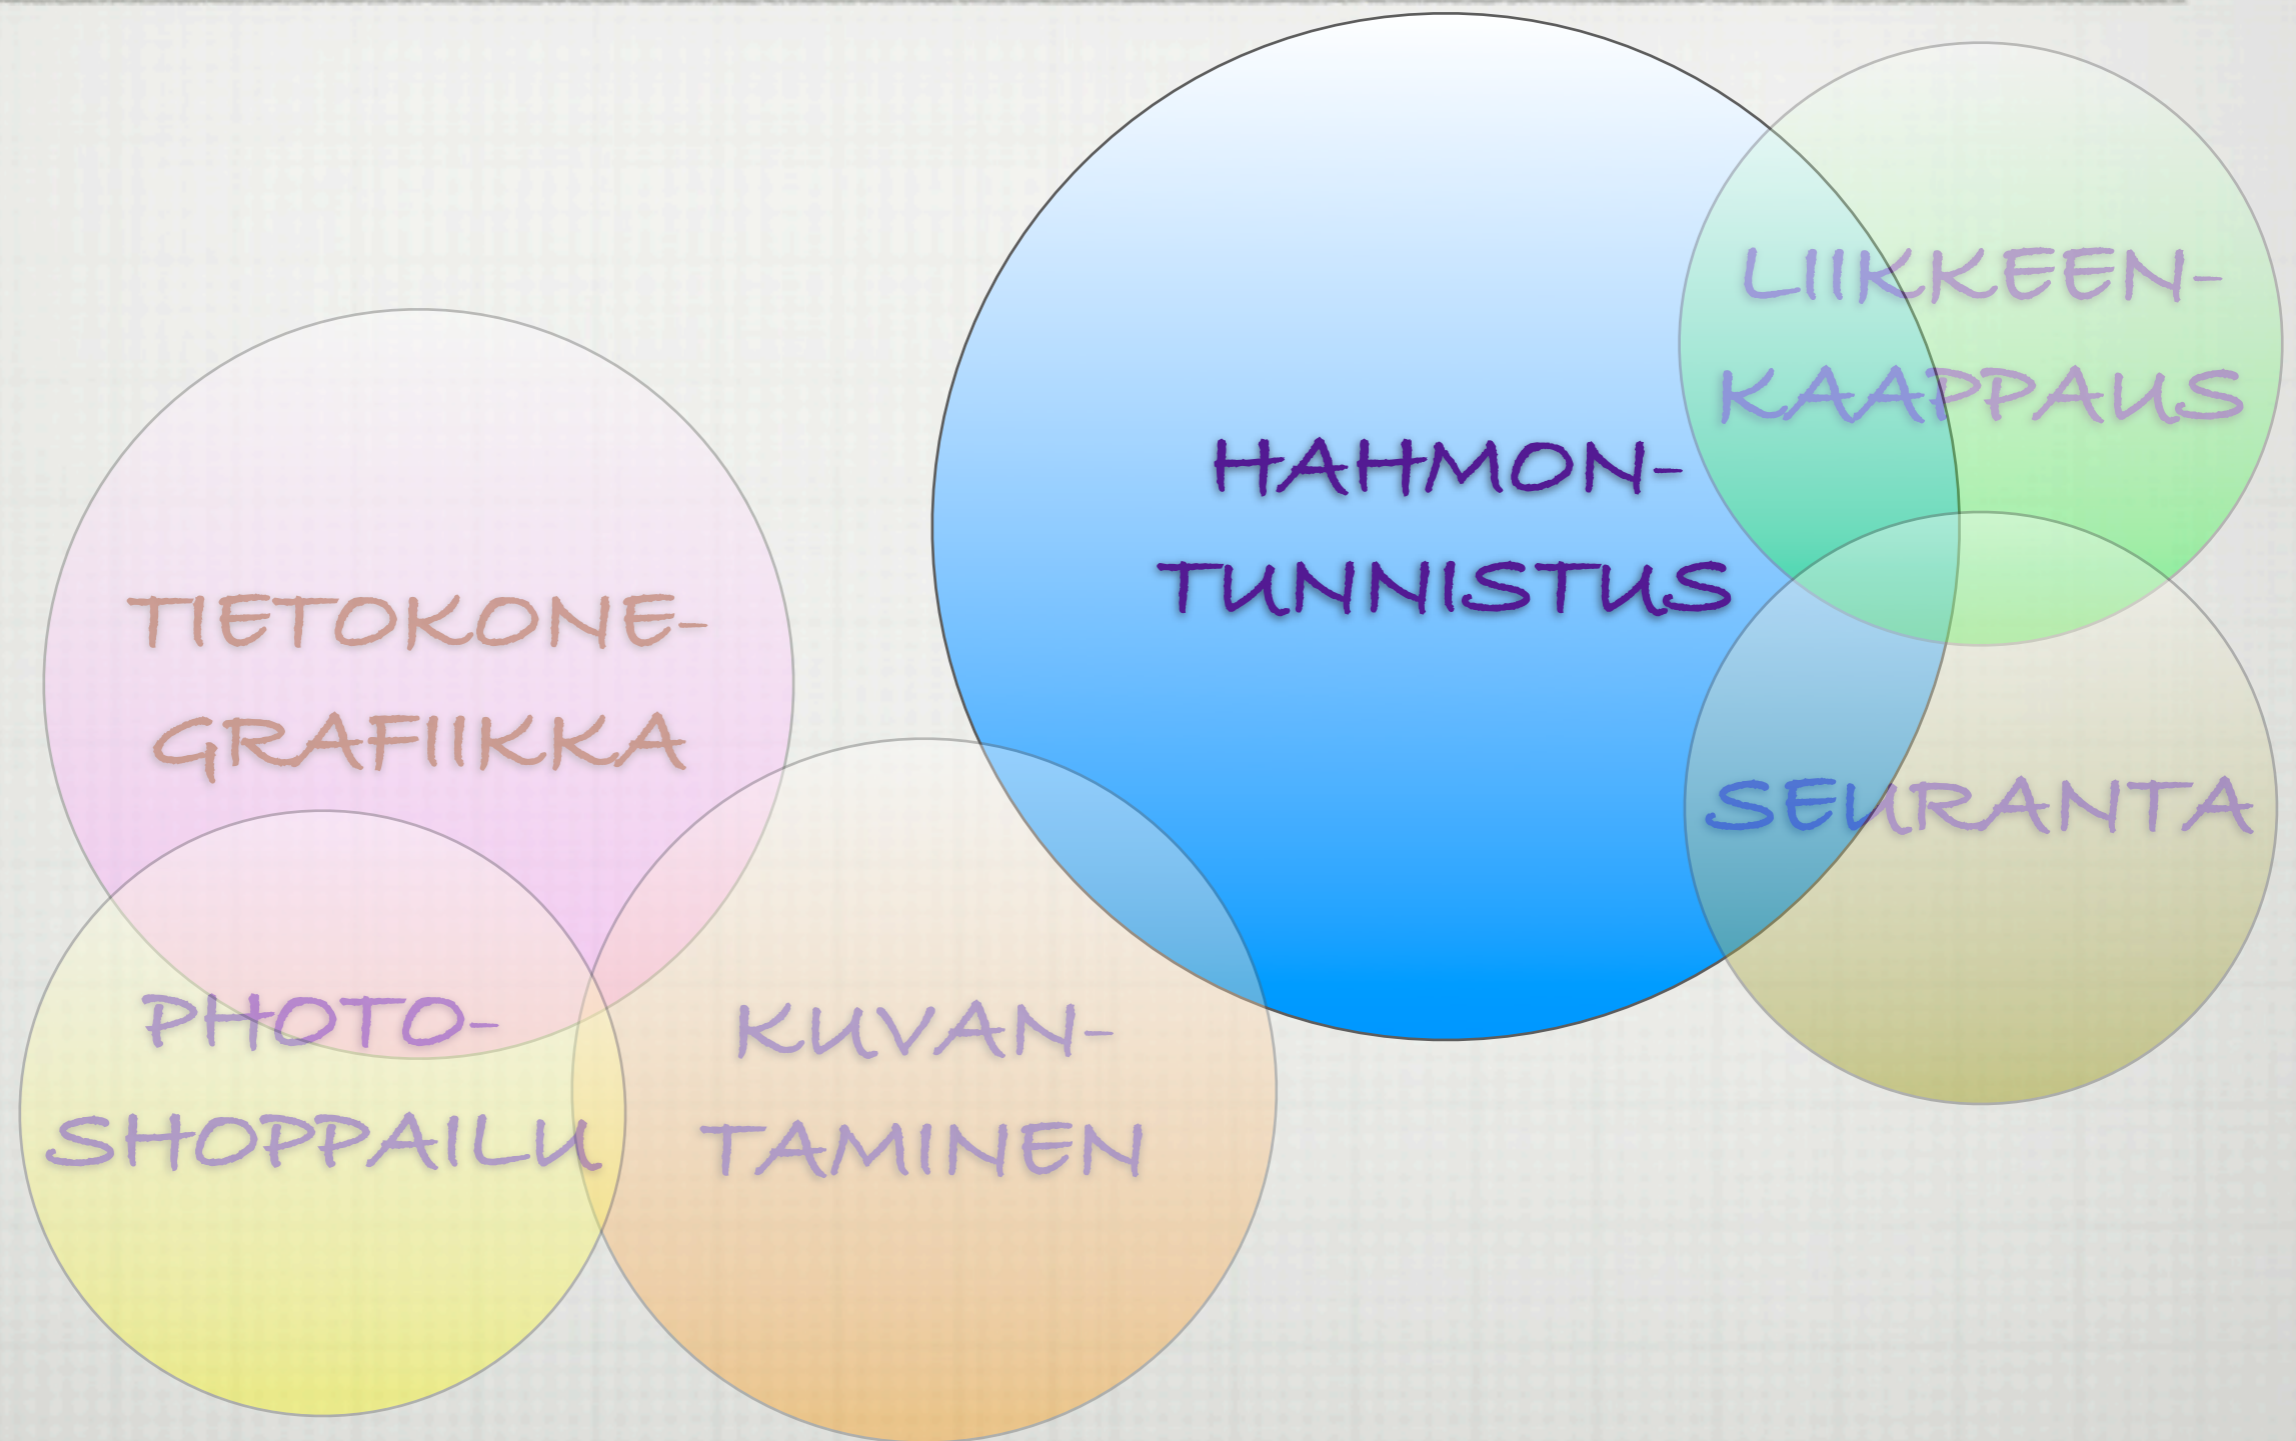 LIIKKEEN-
KAAPPAUS
HAHMON-
TUNNISTUS
TIETOKONE-
GRAFIIKKA
SEURANTA
PHOTO-
SHOPPAILU
KUVAN-
TAMINEN